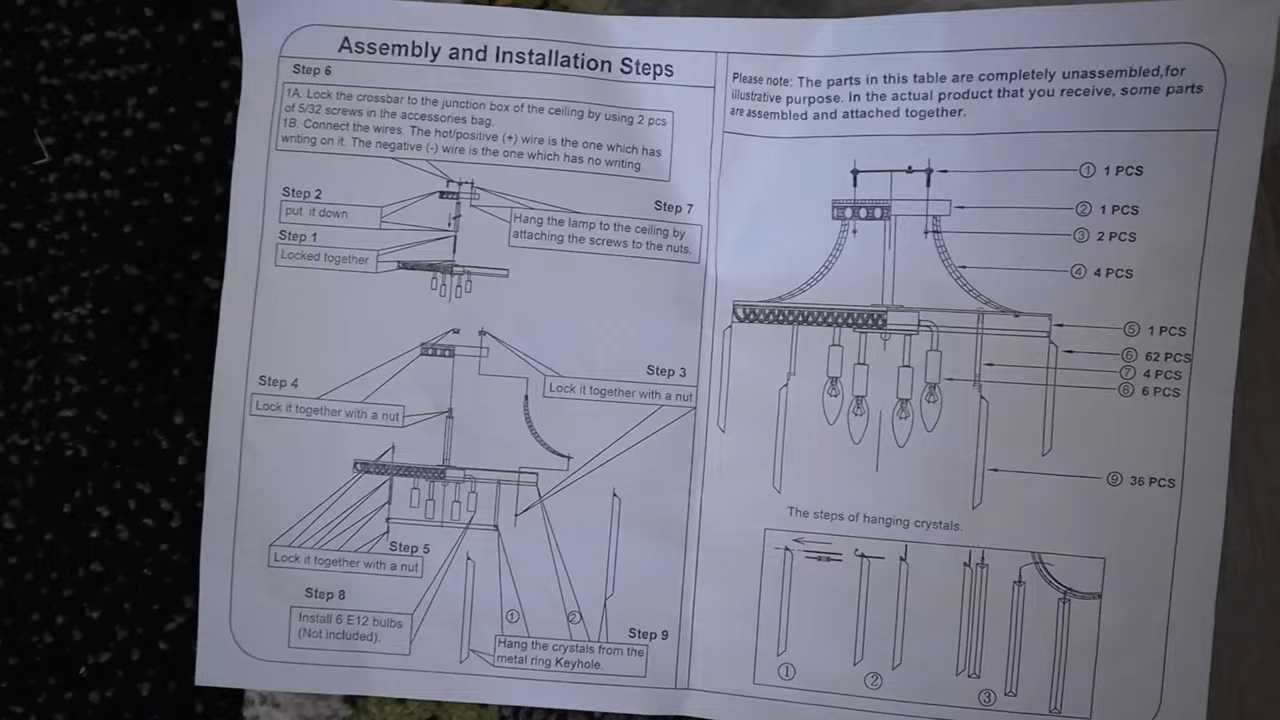 Assembly and Installation Steps
Step 6
1A. Lock the crossbar to the junction box of the ceiling by using 2 pcs
of 5/32 screws in the accessories bag.
1B. Connect the wires. The hot/positive (+) wire is the one which has
writing on it. The negative (-) wire is the one which has no writing.
Step 2
put it down
Step 1
Locked together
Step 7
Hang the lamp to the ceiling by
attaching the screws to the nuts.
Step 4
Lock it together with a nut
Step 3
Lock it together with a nut
Step 5
Lock it together with a nut
Step 8
Install 6 E12 bulbs
(Not included).
①
②
Step 9
Hang the crystals from the
metal ring Keyhole.
Please note: The parts in this table are completely unassembled,for
illustrative purpose. In the actual product that you receive, some parts
are assembled and attached together.
① 1 PCS
② 1 PCS
③ 2 PCS
④ 4 PCS
⑤ 1 PCS
⑥ 62 PCS
⑦ 4 PCS
⑧ 6 PCS
⑨ 36 PCS
The steps of hanging crystals.
①
②
③